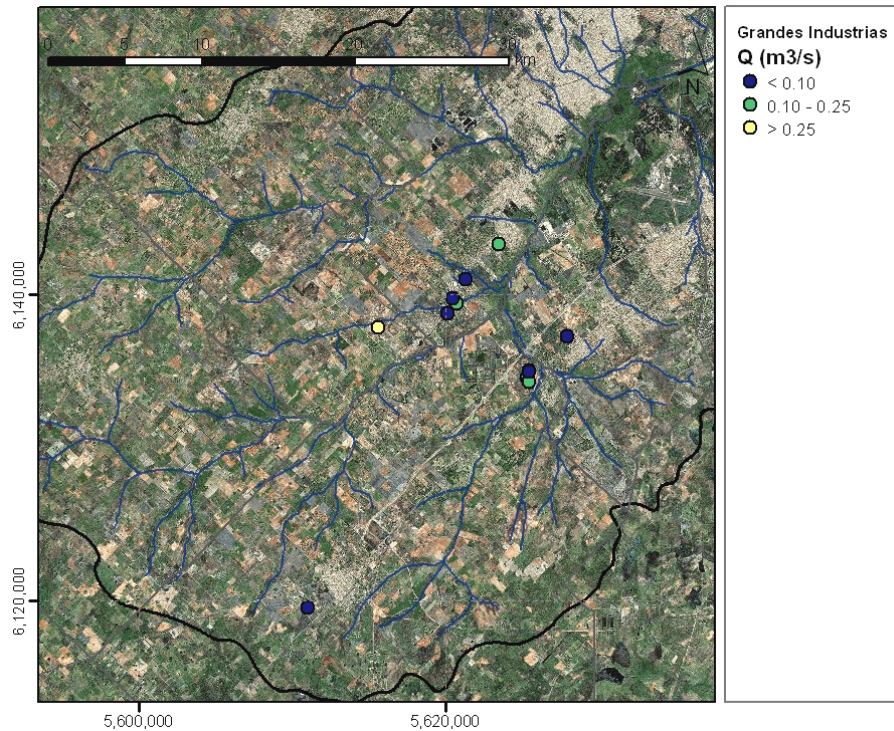 0 5 10 20 30
km
N
Grandes Industrias
Q (m3/s)
< 0.10
0.10 - 0.25
> 0.25
6,140,000
6,120,000
5,600,000 5,620,000